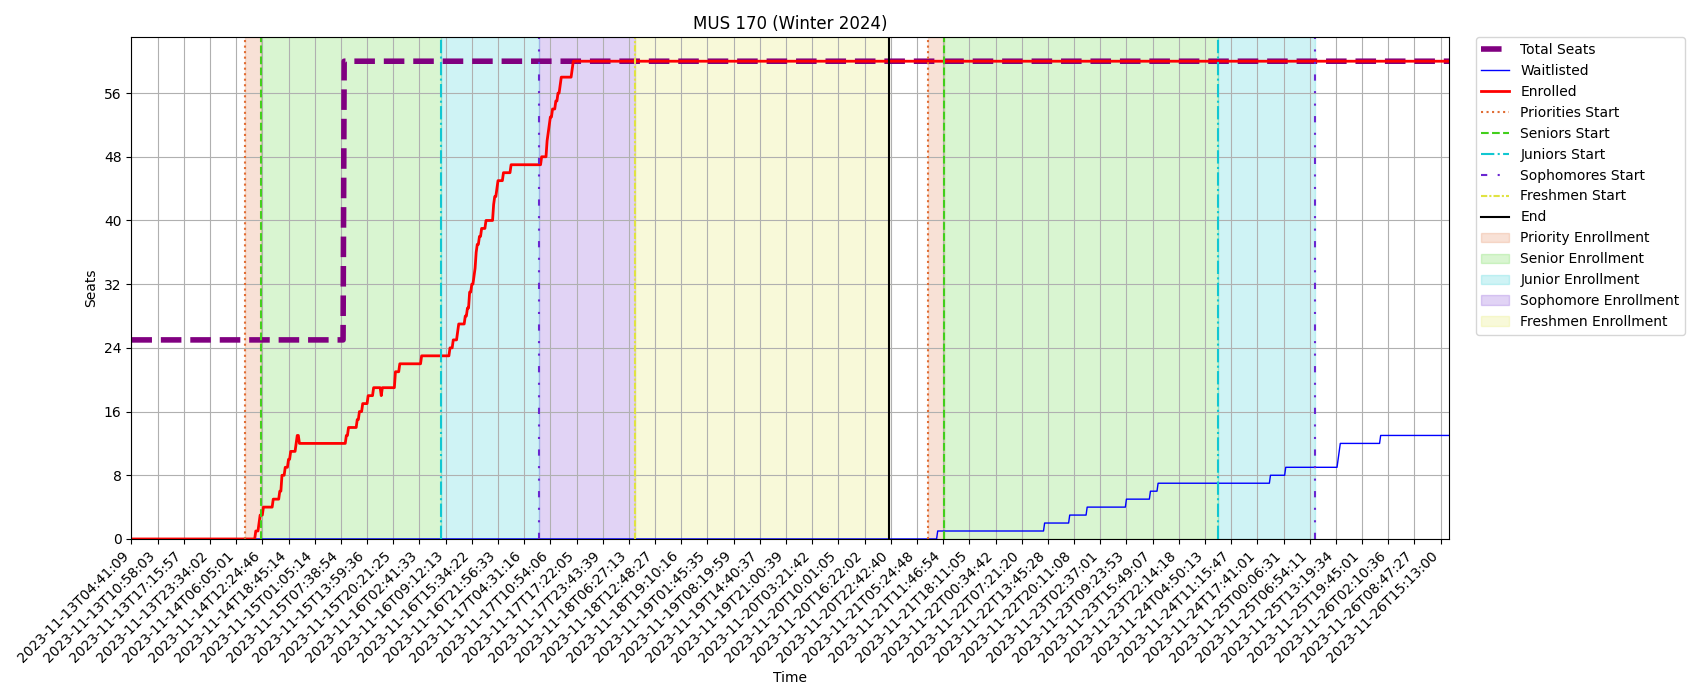 MUS 170 (Winter 2024)
Seats
56
48
40
32
24
16
8
0
2023-11-13T04:41:09
2023-11-13T10:58:03
2023-11-13T17:15:57
2023-11-13T23:34:02
2023-11-14T06:05:01
2023-11-14T12:24:46
2023-11-14T18:45:14
2023-11-15T01:05:14
2023-11-15T07:38:54
2023-11-15T13:59:36
2023-11-15T20:21:25
2023-11-16T02:41:33
2023-11-16T09:12:13
2023-11-16T15:34:22
2023-11-16T21:56:33
2023-11-17T04:31:16
2023-11-17T10:54:06
2023-11-17T17:22:05
2023-11-17T23:43:39
2023-11-18T06:27:13
2023-11-18T12:48:27
2023-11-18T19:10:16
2023-11-19T01:45:35
2023-11-19T08:19:59
2023-11-19T14:40:37
2023-11-19T21:00:39
2023-11-20T03:21:42
2023-11-20T10:01:05
2023-11-20T16:22:02
2023-11-20T22:42:40
2023-11-21T05:24:48
2023-11-21T11:46:54
2023-11-21T18:11:05
2023-11-22T00:34:42
2023-11-22T07:21:20
2023-11-22T13:45:28
2023-11-22T20:11:08
2023-11-23T02:37:01
2023-11-23T09:23:53
2023-11-23T15:49:07
2023-11-23T22:14:18
2023-11-24T04:50:13
2023-11-24T11:15:47
2023-11-24T17:41:01
2023-11-25T00:06:31
2023-11-25T06:54:11
2023-11-25T13:19:34
2023-11-25T19:45:01
2023-11-26T02:10:36
2023-11-26T08:47:27
2023-11-26T15:13:00
Time
Total Seats
Waitlisted
Enrolled
Priorities Start
Seniors Start
Juniors Start
Sophomores Start
Freshmen Start
End
Priority Enrollment
Senior Enrollment
Junior Enrollment
Sophomore Enrollment
Freshmen Enrollment